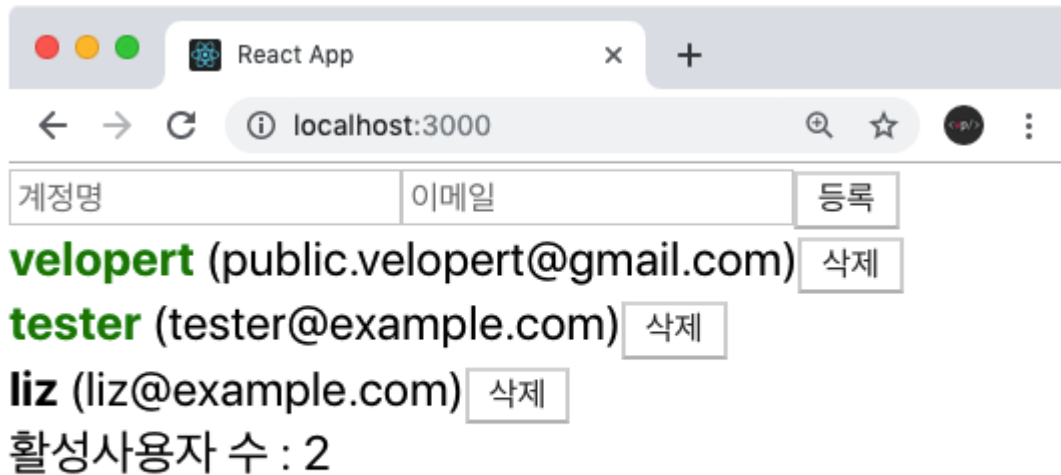 React App
localhost:3000
계정명 이메일 등록
velopert (public.velopert@gmail.com) 삭제
tester (tester@example.com) 삭제
liz (liz@example.com) 삭제
활성사용자 수 : 2